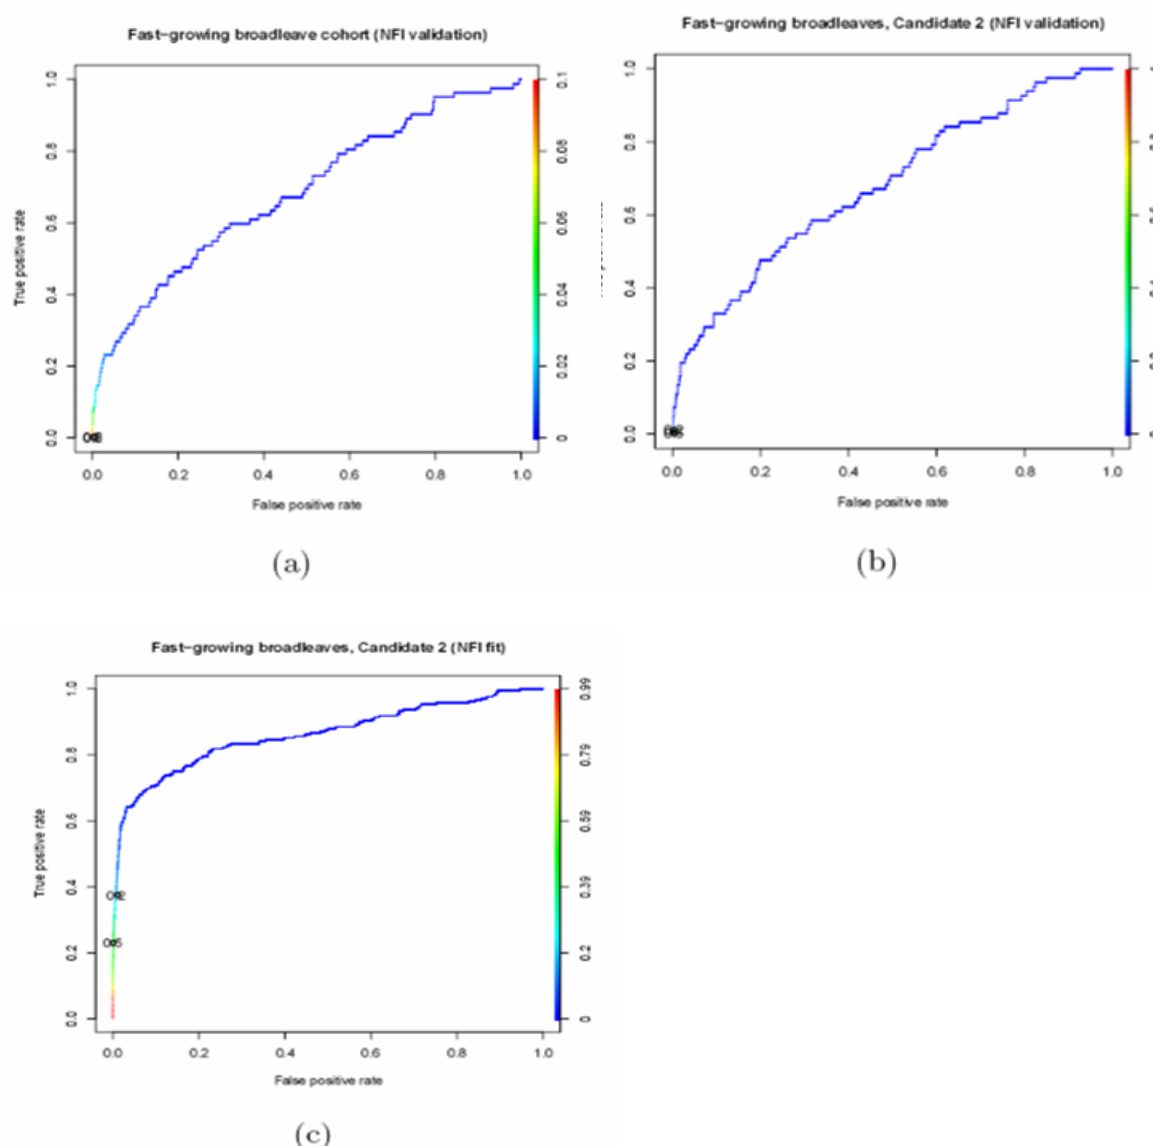 Fast-growing broadleave cohort (NFI validation)
True positive rate
1.0
0.8
0.6
0.4
0.2
0.0
0.1
0.08
0.06
0.04
0.02
0
0.0 0.2 0.4 0.6 0.8 1.0
False positive rate
(a)
Fast-growing broadleaves, Candidate 2 (NFI validation)
1.0
0.8
0.6
0.4
0.2
0.0
0.0 0.2 0.4 0.6 0.8 1.0
False positive rate
(b)
Fast-growing broadleaves, Candidate 2 (NFI fit)
True positive rate
1.0
0.8
0.6
0.4
0.2
0.0
0.99
0.79
0.59
0.39
0.2
0
0.0 0.2 0.4 0.6 0.8 1.0
False positive rate
(c)